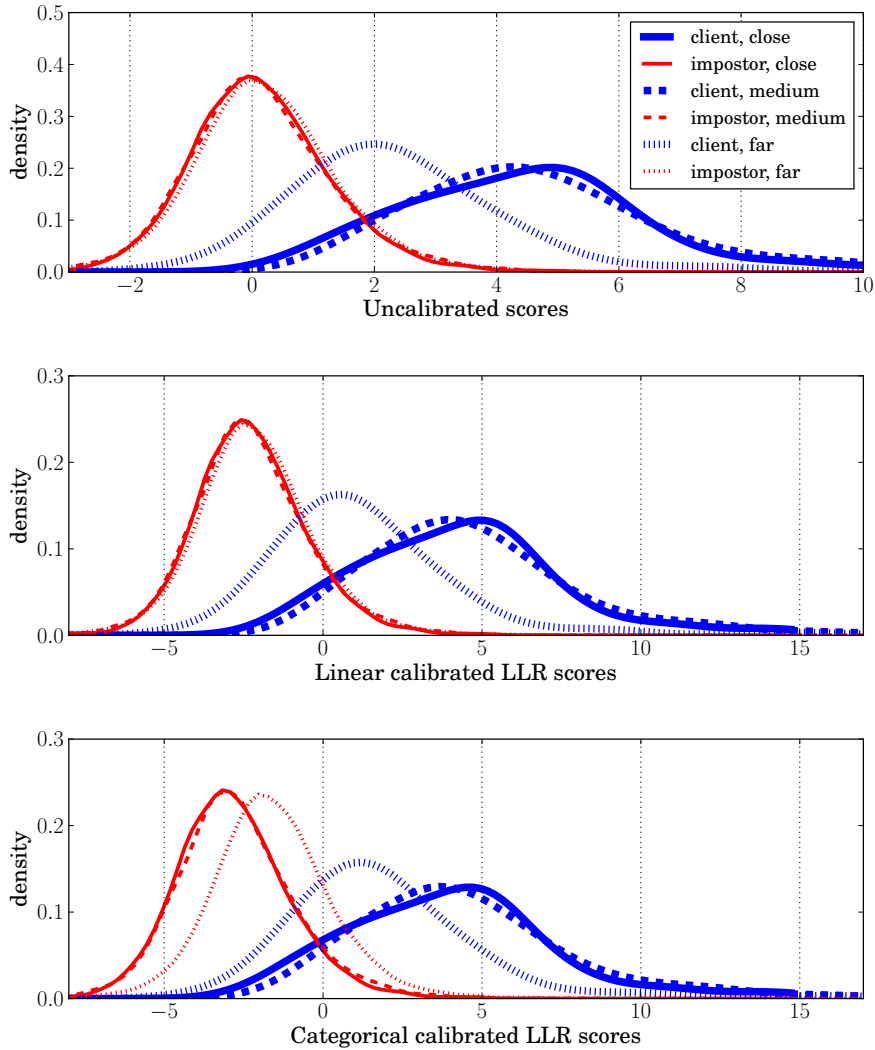 0.5
0.4
0.3
0.2
0.1
0.0
density
client, close
impostor, close
client, medium
impostor, medium
client, far
impostor, far
−2 0 2 4 6 8 10
Uncalibrated scores
0.3
0.2
0.1
0.0
density
−5 0 5 10 15
Linear calibrated LLR scores
0.3
0.2
0.1
0.0
density
−5 0 5 10 15
Categorical calibrated LLR scores